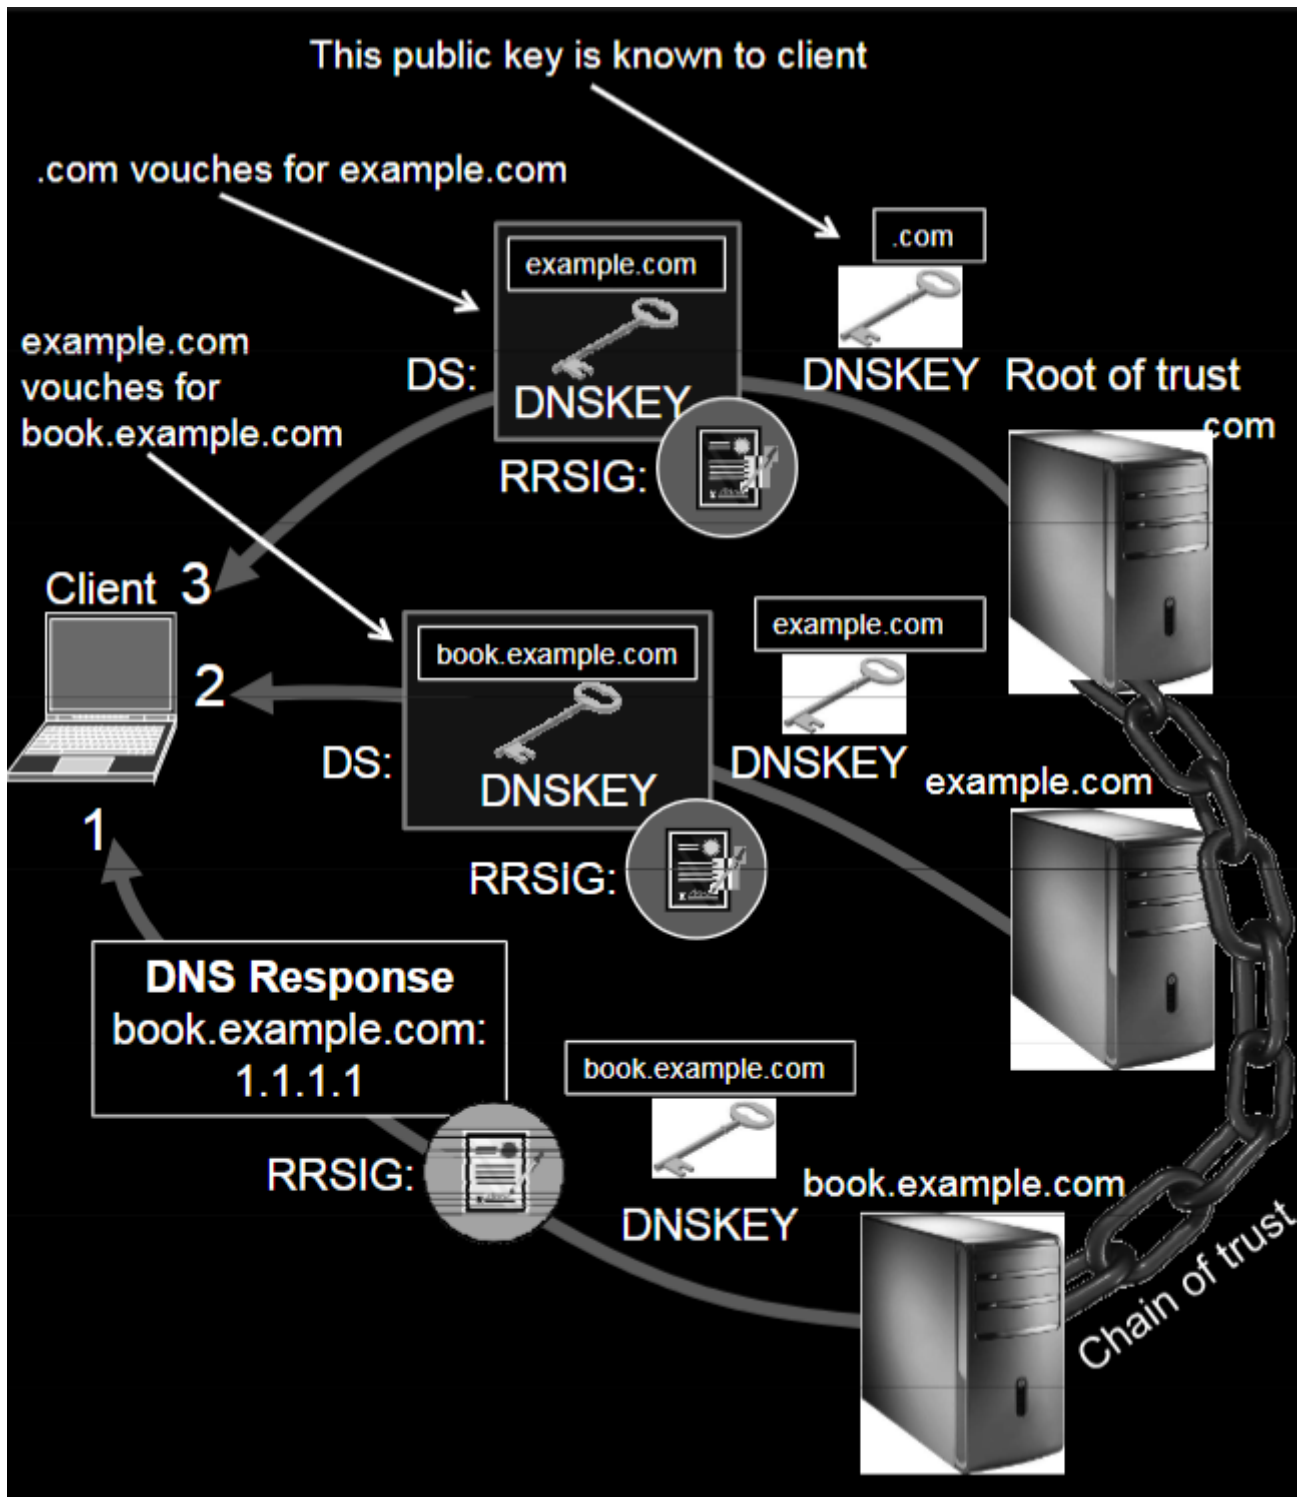 This public key is known to client
.com vouches for example.com
.com
example.com
DNSKEY
DS:
DNSKEY
RRSIG:
Root of trust
com
example.com
vouches for
book.example.com
Client
3
2
1
example.com
book.example.com
DNSKEY
DS:
DNSKEY
RRSIG:
example.com
DNS Response
book.example.com:
1.1.1.1
book.example.com
RRSIG:
DNSKEY
book.example.com
Chain of trust